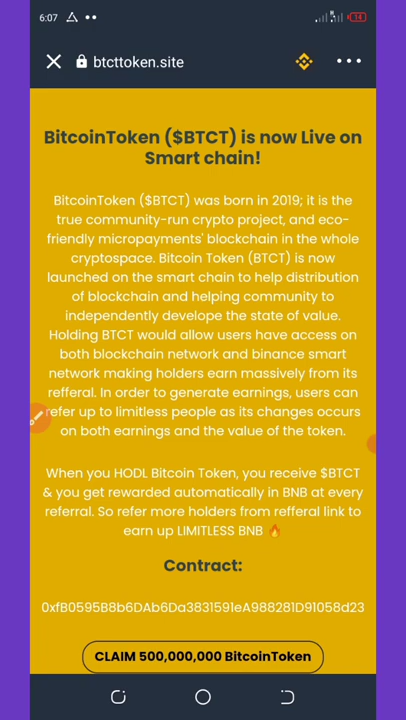 6:07
14
btcttoken.site
BitcoinToken ($BTCT) is now Live on
Smart chain!
BitcoinToken ($BTCT) was born in 2019; it is the
true community-run crypto project, and eco-
friendly micropayments' blockchain in the whole
cryptospace. Bitcoin Token (BTCT) is now
launched on the smart chain to help distribution
of blockchain and helping community to
independently develope the state of value.
Holding BTCT would allow users have access on
both blockchain network and binance smart
network making holders earn massively from its
refferal. In order to generate earnings, users can
refer up to limitless people as its changes occurs
on both earnings and the value of the token.
When you HODL Bitcoin Token, you receive $BTCT
& you get rewarded automatically in BNB at every
referral. So refer more holders from refferal link to
earn up LIMITLESS BNB 🔥
Contract:
0xfB0595B8b6DAb6Da3831591eA988281D91058d23
CLAIM 500,000,000 BitcoinToken